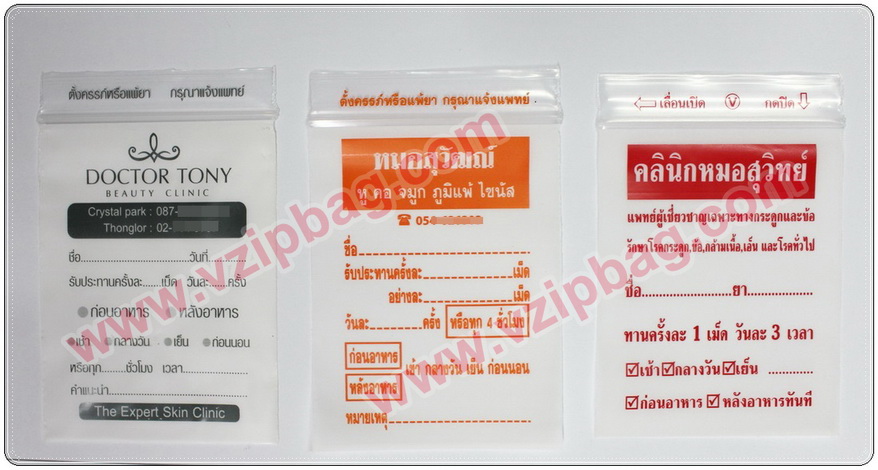 ตั้งครรภ์หรือแพ้ยา กรุณาแจ้งแพทย์
DOCTOR TONY
BEAUTY CLINIC
Crystal park : 087-
Thonglor : 02-
ชื่อ..............................วันที่............
รับประทานครั้งละ........เม็ด วันละ........ครั้ง
ก่อนอาหาร หลังอาหาร
เช้า กลางวัน เย็น ก่อนนอน
หรือทุก............ชั่วโมง เวลา............
คำแนะนำ..............................
The Expert Skin Clinic
ตั้งครรภ์หรือแพ้ยา กรุณาแจ้งแพทย์
หมอสุวัฒณ์
หู คอ จมูก ภูมิแพ้ ไซนัส
☎ 054-
ชื่อ
รับประทานครั้งละ เม็ด
อย่างละ เม็ด
วันละ ครั้ง หรือทุก 4 ชั่วโมง
ก่อนอาหาร
หลังอาหาร
เช้า กลางวัน เย็น ก่อนนอน
หมายเหตุ
⇦ เลื่อนเปิด Ⓥ กดปิด ⇩
คลินิกหมอสุวิทย์
แพทย์ผู้เชี่ยวชาญเฉพาะทางกระดูกและข้อ
รักษาโรคกระดูก,ข้อ,กล้ามเนื้อ,เอ็น และโรคทั่วไป
ชื่อ........................ยา.................
ทานครั้งละ 1 เม็ด วันละ 3 เวลา
☑เช้า☑กลางวัน☑เย็น ............
☑ก่อนอาหาร ☑หลังอาหารทันที
www.vzipbag.com
www.vzipbag.com